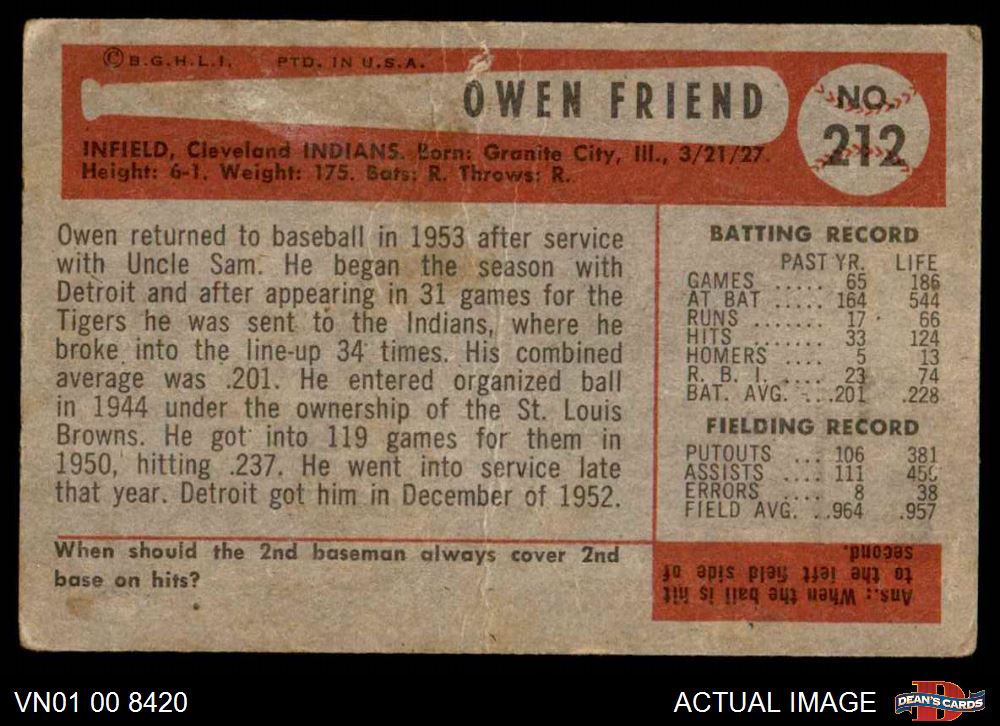 © B.G.H.L.I. PTD. IN U.S.A.
OWEN FRIEND
NO.
212
INFIELD, Cleveland INDIANS. Born: Granite City, Ill., 3/21/27.
Height: 6-1. Weight: 175. Bats: R. Throws: R.
Owen returned to baseball in 1953 after service
with Uncle Sam. He began the season with
Detroit and after appearing in 31 games for the
Tigers he was sent to the Indians, where he
broke into the line-up 34 times. His combined
average was .201. He entered organized ball
in 1944 under the ownership of the St. Louis
Browns. He got into 119 games for them in
1950, hitting .237. He went into service late
that year. Detroit got him in December of 1952.
BATTING RECORD
PAST YR. LIFE
GAMES ..... 65 186
AT BAT ..... 164 544
RUNS ....... 17 66
HITS ....... 33 124
HOMERS .... 5 13
R. B. I. .... 23 74
BAT. AVG. ...201 .228
FIELDING RECORD
PUTOUTS ... 106 381
ASSISTS .... 111
ERRORS .... 8 38
FIELD AVG. ..964 .957
When should the 2nd baseman always cover 2nd
base on hits?
Ans.: When the ball is hit
to the left field side of
second.
VN01 00 8420
ACTUAL IMAGE
D
DEAN'S CARDS